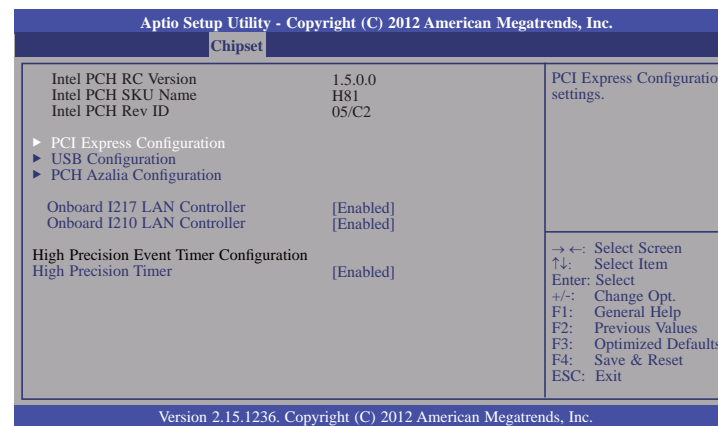 Aptio Setup Utility - Copyright (C) 2012 American Megatrends, Inc.
Chipset
Intel PCH RC Version 1.5.0.0
Intel PCH SKU Name H81
Intel PCH Rev ID 05/C2
► PCI Express Configuration
► USB Configuration
► PCH Azalia Configuration
Onboard I217 LAN Controller [Enabled]
Onboard I210 LAN Controller [Enabled]
High Precision Event Timer Configuration
High Precision Timer [Enabled]
PCI Express Configuratio
settings.
→←: Select Screen
↑↓: Select Item
Enter: Select
+/-: Change Opt.
F1: General Help
F2: Previous Values
F3: Optimized Defaults
F4: Save & Reset
ESC: Exit
Version 2.15.1236. Copyright (C) 2012 American Megatrends, Inc.